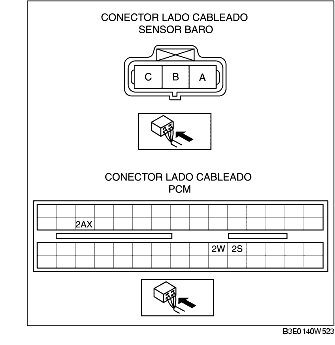 CONECTOR LADO CABLEADO
SENSOR BARO
C B A
CONECTOR LADO CABLEADO
PCM
2AX
2W 2S
B3E0140W523